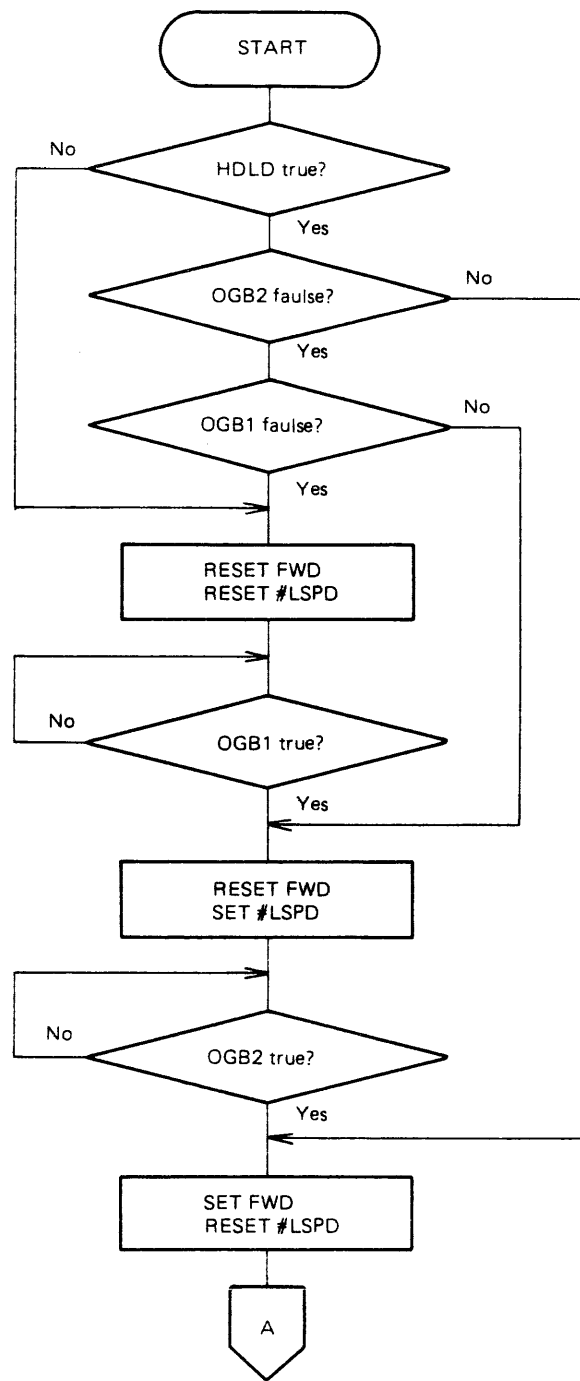 START
No
HDLD true?
Yes
No
OGB2 faulse?
Yes
No
OGB1 faulse?
Yes
RESET FWD
RESET #LSPD
No
OGB1 true?
Yes
RESET FWD
SET #LSPD
No
OGB2 true?
Yes
SET FWD
RESET #LSPD
A